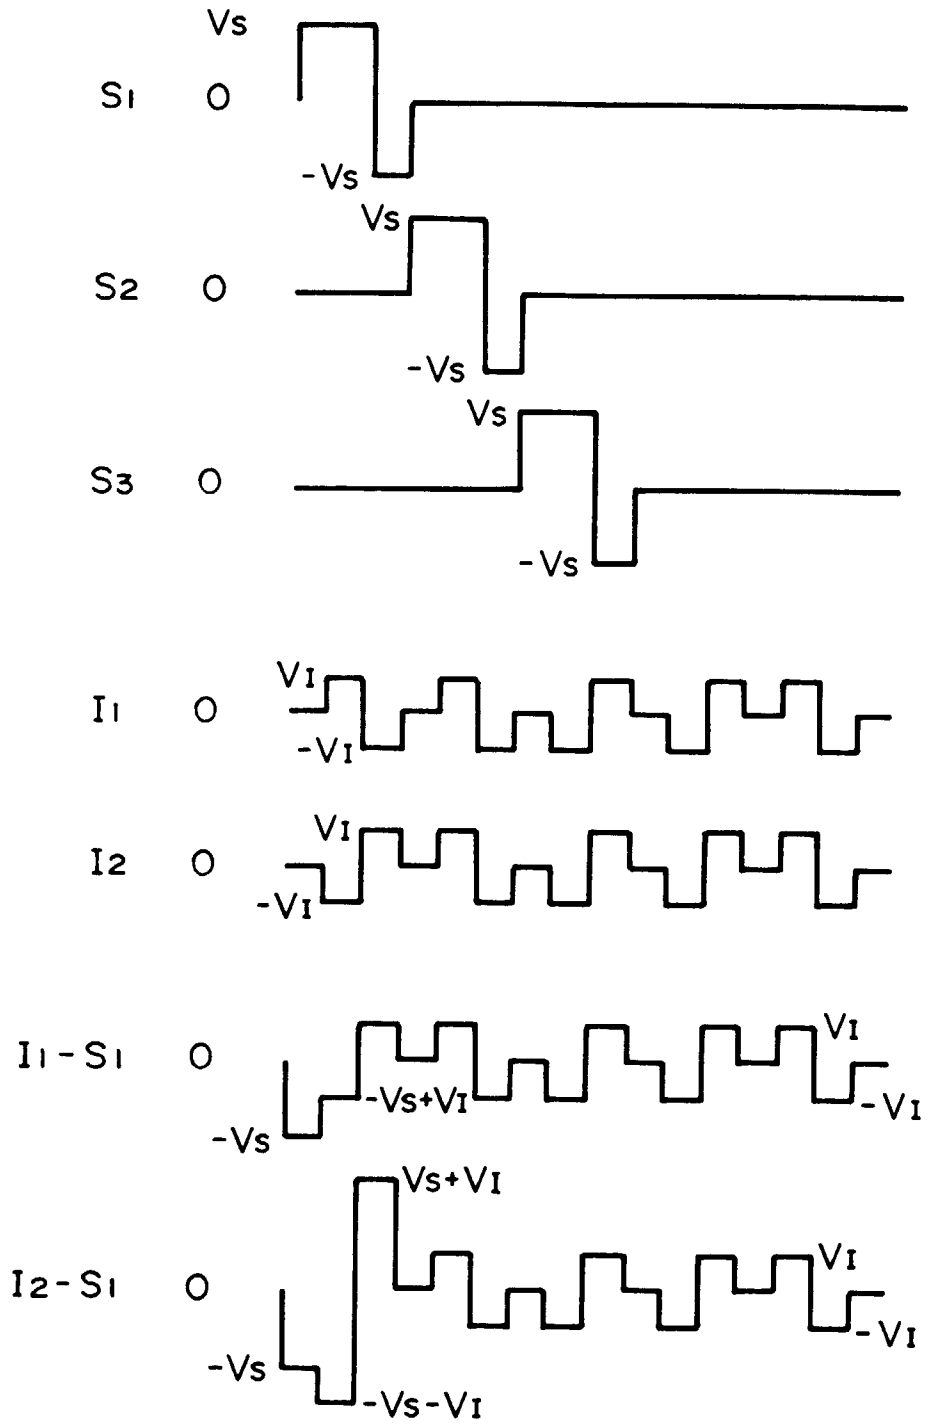 Vs
S1 0
-Vs
Vs
S2 0
-Vs
Vs
S3 0
-Vs
VI
I1 0
-VI
VI
I2 0
-VI
I1-S1 0
VI
-Vs+VI
-VI
-Vs
Vs+VI
I2-S1 0
VI
-VI
-Vs
-Vs-VI